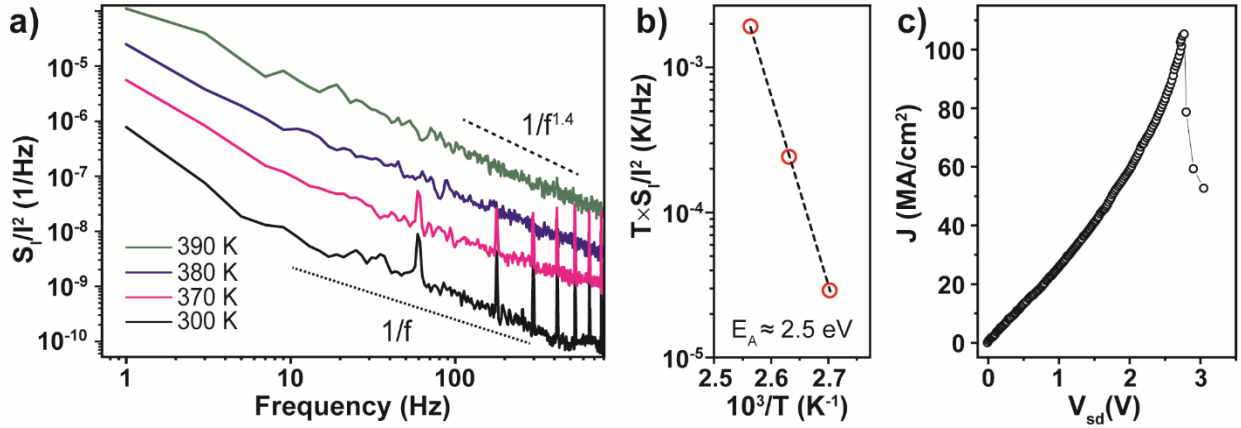 a)
S_I/I² (1/Hz)
10⁻⁵
10⁻⁶
10⁻⁷
10⁻⁸
10⁻⁹
10⁻¹⁰
1/f¹·⁴
390 K
380 K
370 K
300 K
1/f
1
10
100
Frequency (Hz)
b)
T×S_I/I² (K/Hz)
10⁻³
10⁻⁴
10⁻⁵
E_A ≈ 2.5 eV
2.5
2.6
2.7
10³/T (K⁻¹)
c)
J (MA/cm²)
100
80
60
40
20
0
0
1
2
3
V_sd(V)